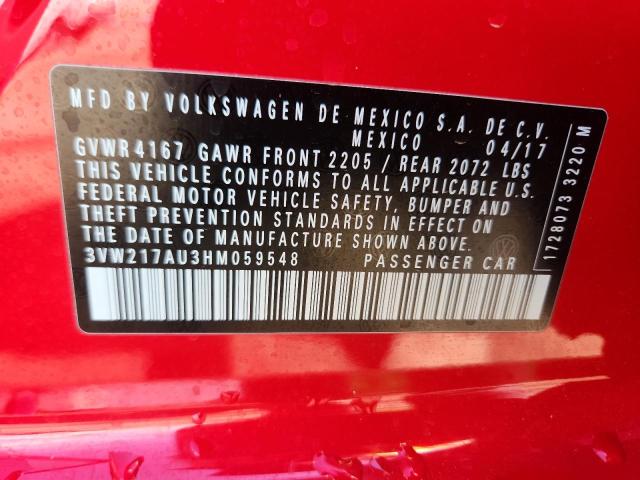 MFD BY VOLKSWAGEN DE MEXICO S.A. DE C.V.
MEXICO 04/17
GVWR 4167 GAWR FRONT 2205 / REAR 2072 LBS
THIS VEHICLE CONFORMS TO ALL APPLICABLE U.S.
FEDERAL MOTOR VEHICLE SAFETY, BUMPER AND
THEFT PREVENTION STANDARDS IN EFFECT ON
THE DATE OF MANUFACTURE SHOWN ABOVE.
3VW217AU3HM059548 PASSENGER CAR
17280773 3220 M